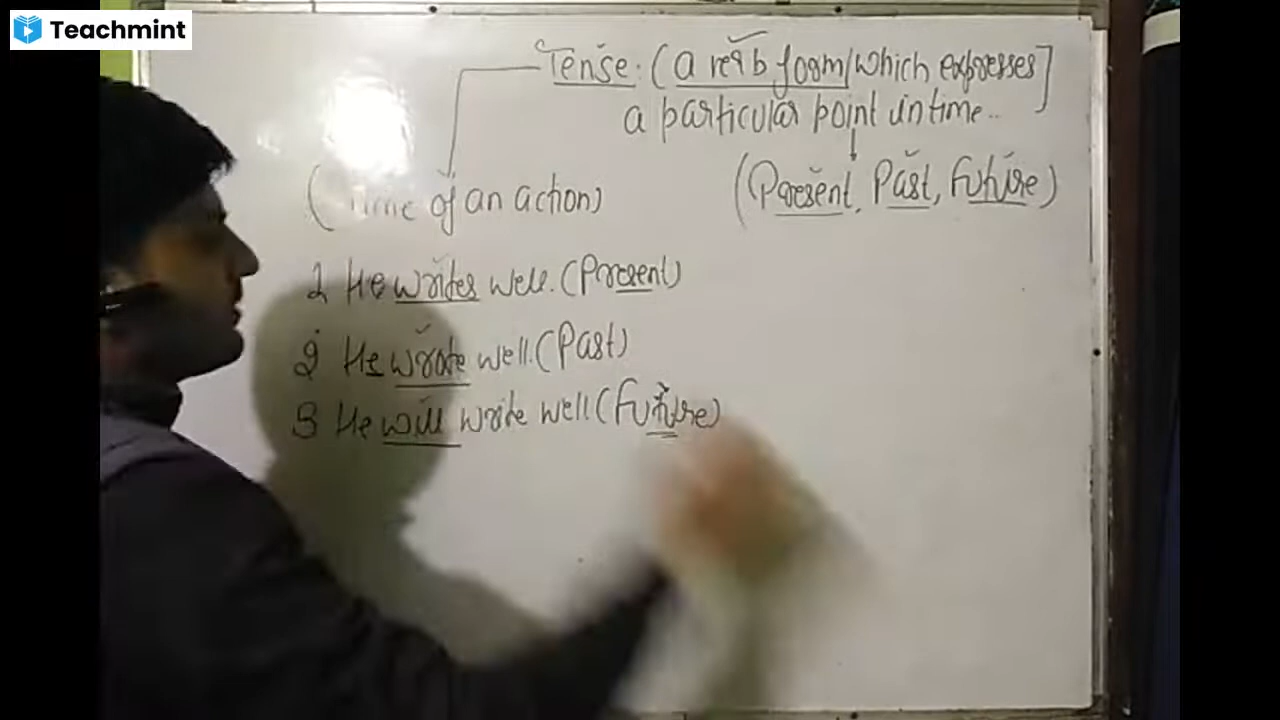 Teachmint
Tense: (a verb form/which expresses]
a particular point in time..
(Time of an action)
(Present, Past, Future)
1 He writes well. (Present)
2 He wrote well. (Past)
3 He will write well (Future)